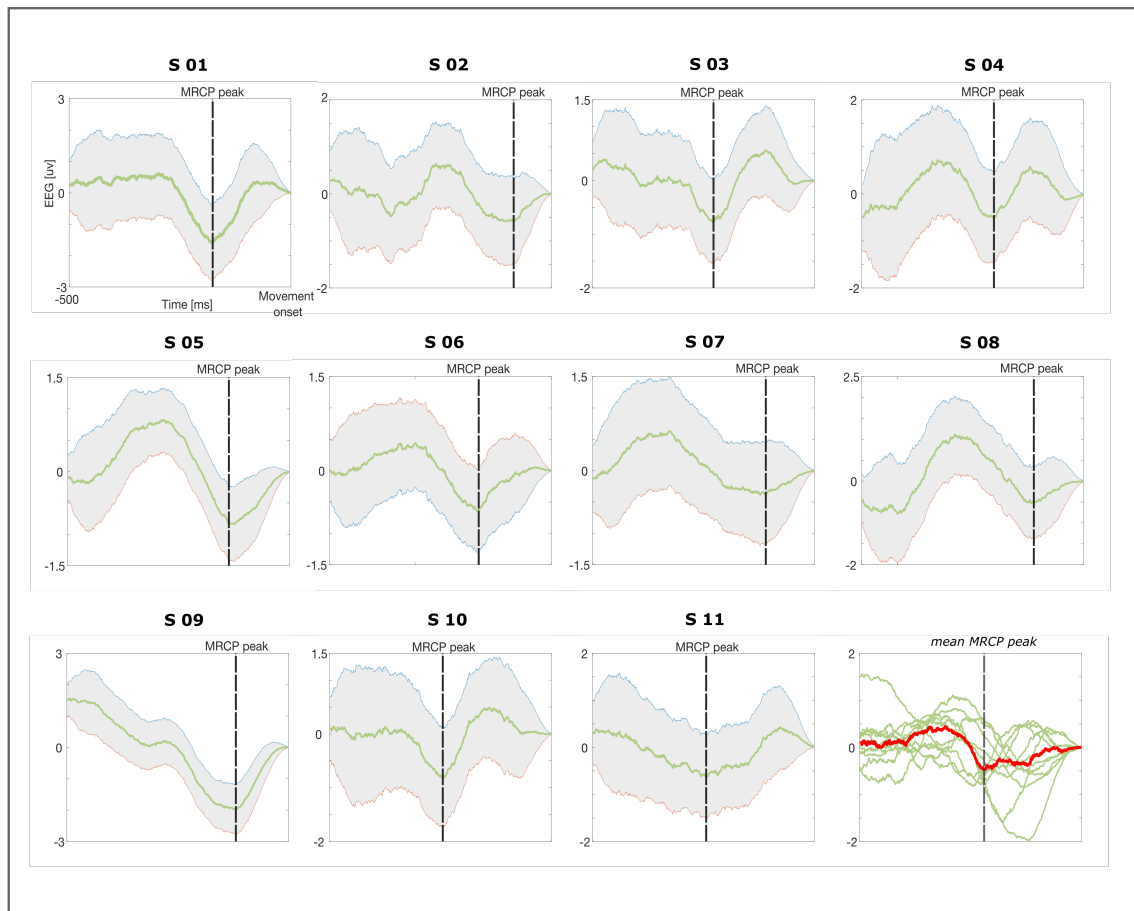 S 01 S 02 S 03 S 04
MRCP peak MRCP peak MRCP peak MRCP peak
3 2 1.5 2
EEG [uv]
0 0 0 0
-3 -2 -2 -2
-500 Time [ms] Movement onset
S 05 S 06 S 07 S 08
MRCP peak MRCP peak MRCP peak MRCP peak
1.5 1.5 1.5 2.5
0 0 0 0
-1.5 -1.5 -1.5 -2
S 09 S 10 S 11
MRCP peak MRCP peak MRCP peak mean MRCP peak
3 1.5 2 2
0 0 0 0
-3 -2 -2 -2